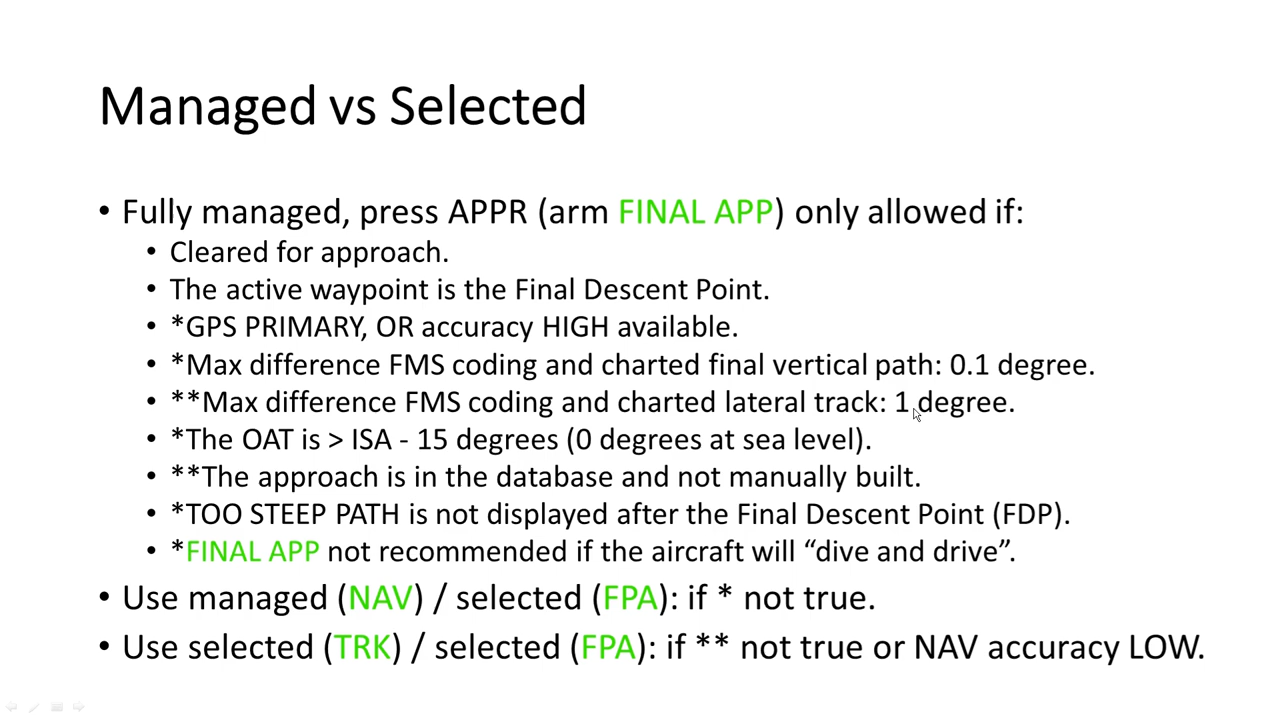 Managed vs Selected
• Fully managed, press APPR (arm FINAL APP) only allowed if:
• Cleared for approach.
• The active waypoint is the Final Descent Point.
• *GPS PRIMARY, OR accuracy HIGH available.
• *Max difference FMS coding and charted final vertical path: 0.1 degree.
• **Max difference FMS coding and charted lateral track: 1 degree.
• *The OAT is > ISA - 15 degrees (0 degrees at sea level).
• **The approach is in the database and not manually built.
• *TOO STEEP PATH is not displayed after the Final Descent Point (FDP).
• *FINAL APP not recommended if the aircraft will “dive and drive”.
• Use managed (NAV) / selected (FPA): if * not true.
• Use selected (TRK) / selected (FPA): if ** not true or NAV accuracy LOW.